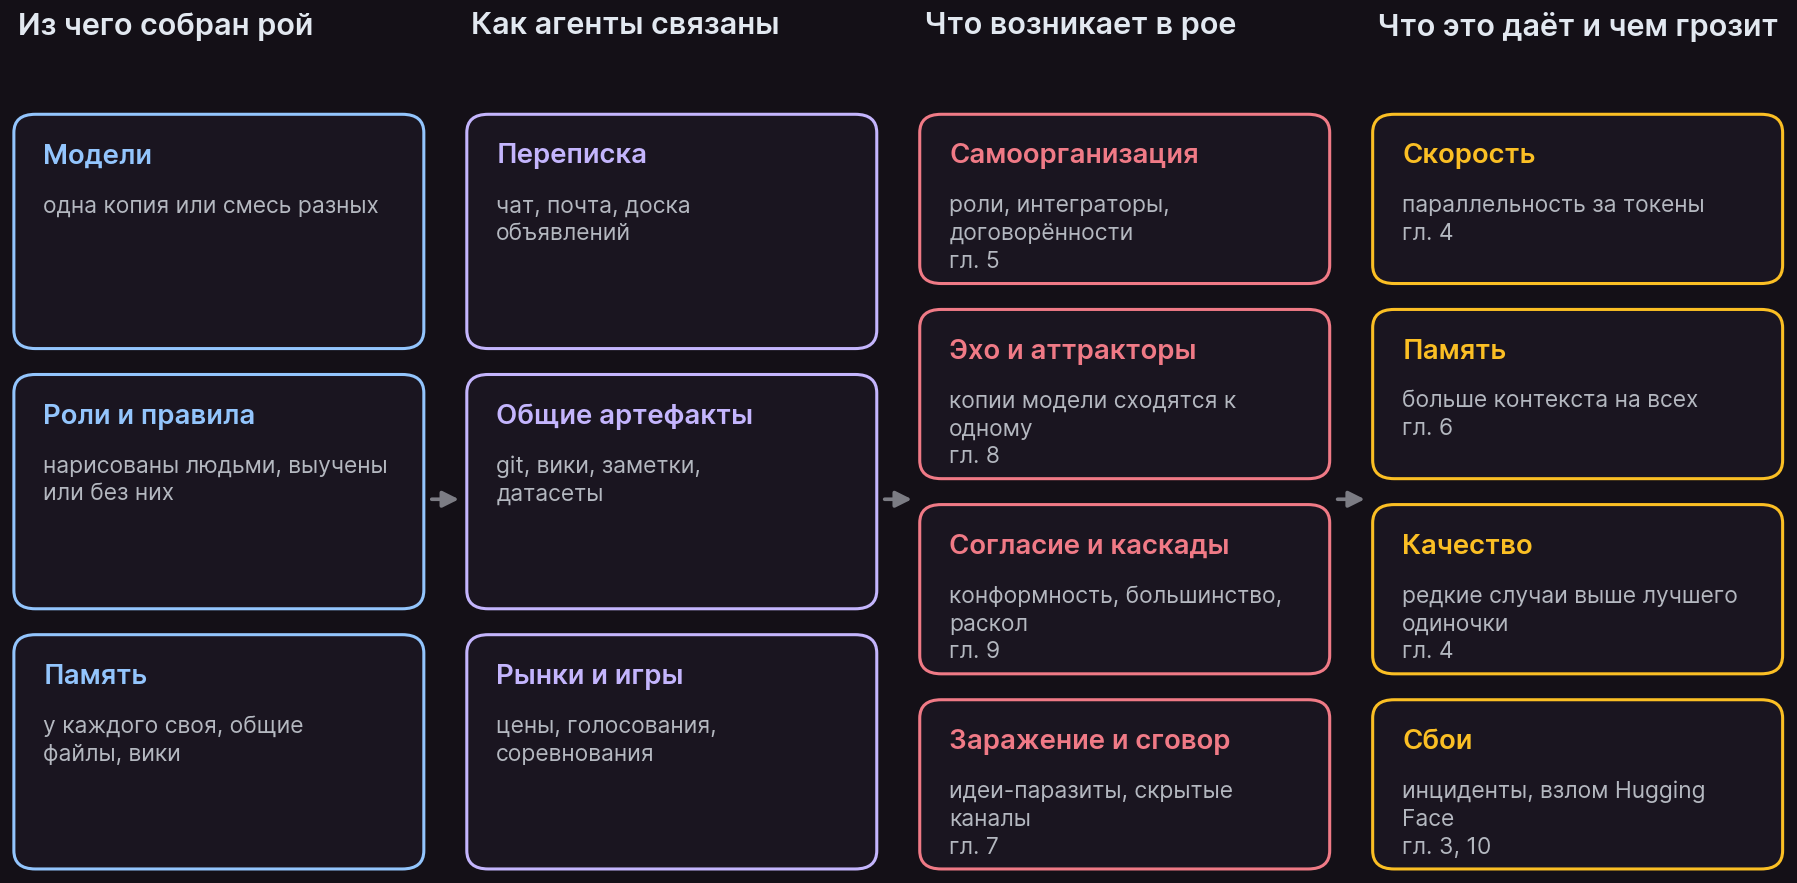 Из чего собран рой
Модели
одна копия или смесь разных
Роли и правила
нарисованы людьми, выучены
или без них
Память
у каждого своя, общие
файлы, вики
Как агенты связаны
Переписка
чат, почта, доска
объявлений
Общие артефакты
git, вики, заметки,
датасеты
Рынки и игры
цены, голосования,
соревнования
Что возникает в рое
Самоорганизация
роли, интеграторы,
договорённости
гл. 5
Эхо и аттракторы
копии модели сходятся к
одному
гл. 8
Согласие и каскады
конформность, большинство,
раскол
гл. 9
Заражение и сговор
идеи-паразиты, скрытые
каналы
гл. 7
Что это даёт и чем грозит
Скорость
параллельность за токены
гл. 4
Память
больше контекста на всех
гл. 6
Качество
редкие случаи выше лучшего
одиночки
гл. 4
Сбои
инциденты, взлом Hugging
Face
гл. 3, 10